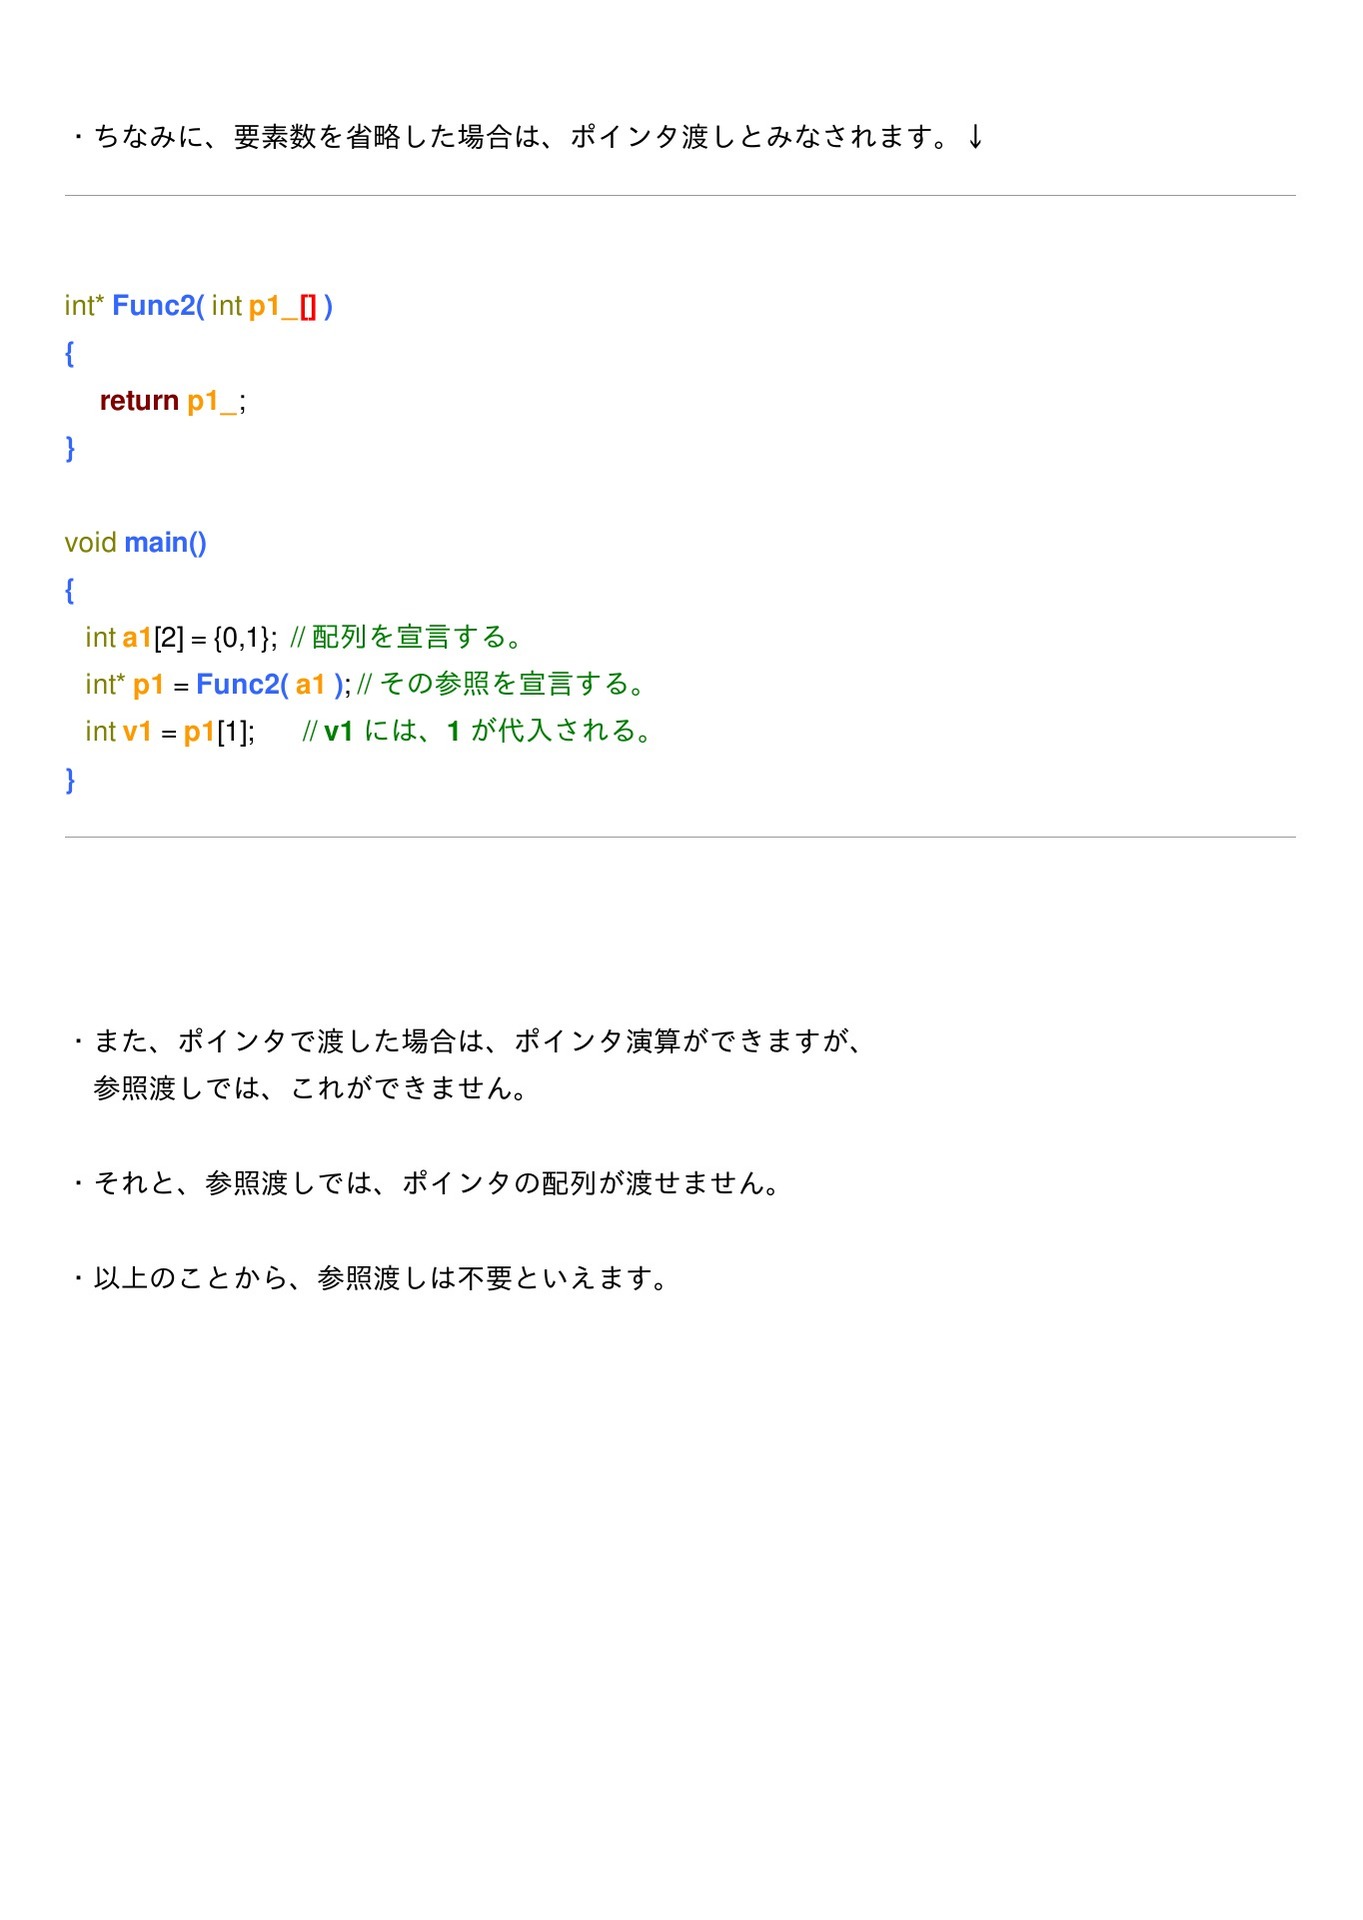 ・ちなみに、要素数を省略した場合は、ポインタ渡しとみなされます。↓
int* Func2( int p1_[] )
{
return p1_;
}
void main()
{
int a1[2] = {0,1}; // 配列を宣言する。
int* p1 = Func2( a1 ); // その参照を宣言する。
int v1 = p1[1]; // v1 には、1 が代入される。
}
・また、ポインタで渡した場合は、ポインタ演算ができますが、
参照渡しでは、これができません。
・それと、参照渡しでは、ポインタの配列が渡せません。
・以上のことから、参照渡しは不要といえます。